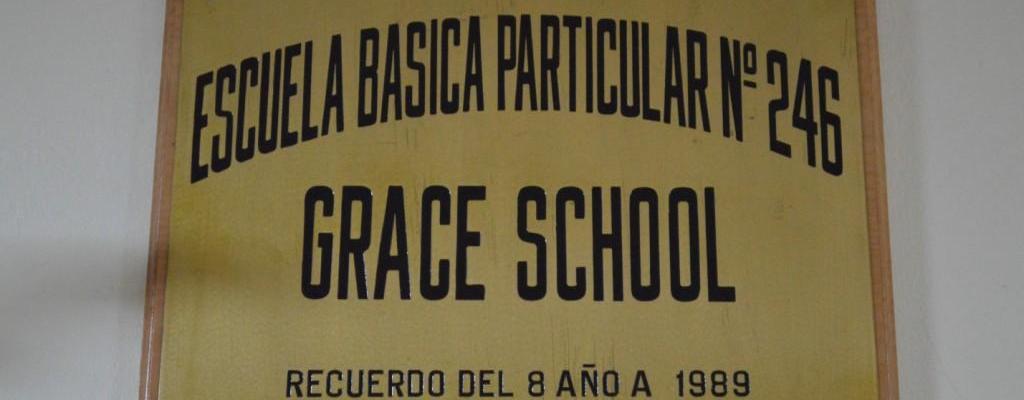 ESCUELA BASICA PARTICULAR Nº 246
GRACE SCHOOL
RECUERDO DEL 8 AÑO A 1989